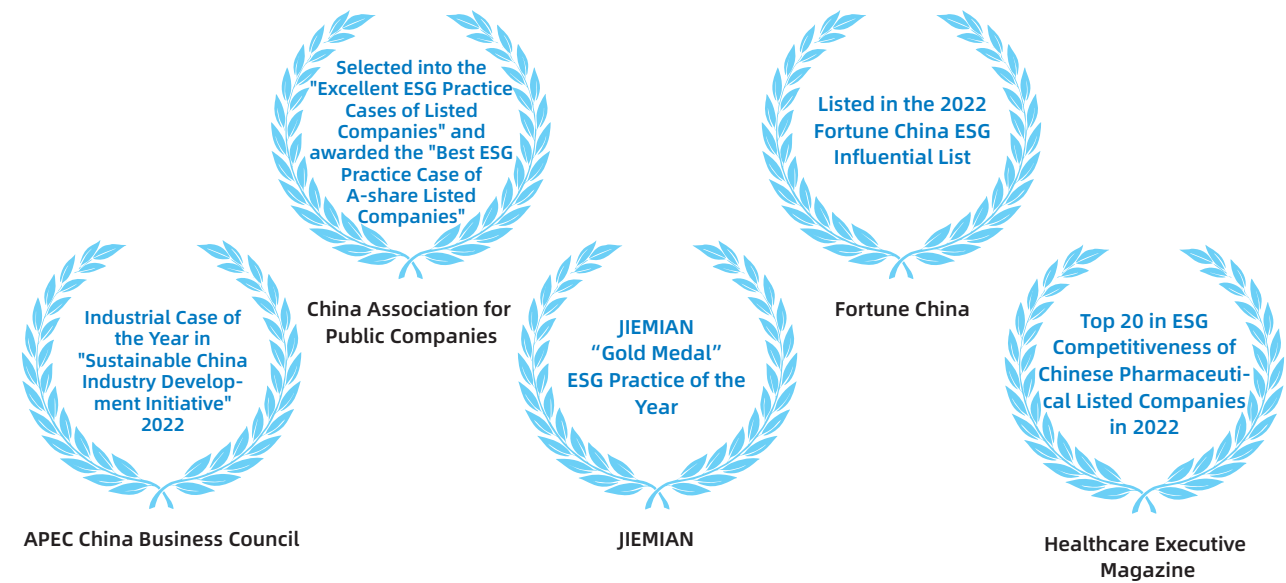 Selected into the
"Excellent ESG Practice
Cases of Listed
Companies" and
awarded the "Best ESG
Practice Case of
A-share Listed
Companies"
China Association for
Public Companies
Listed in the 2022
Fortune China ESG
Influential List
Fortune China
Industrial Case of
the Year in
"Sustainable China
Industry Develop-
ment Initiative"
2022
APEC China Business Council
JIEMIAN
“Gold Medal”
ESG Practice of the
Year
JIEMIAN
Top 20 in ESG
Competitiveness of
Chinese Pharmaceuti-
cal Listed Companies
in 2022
Healthcare Executive
Magazine